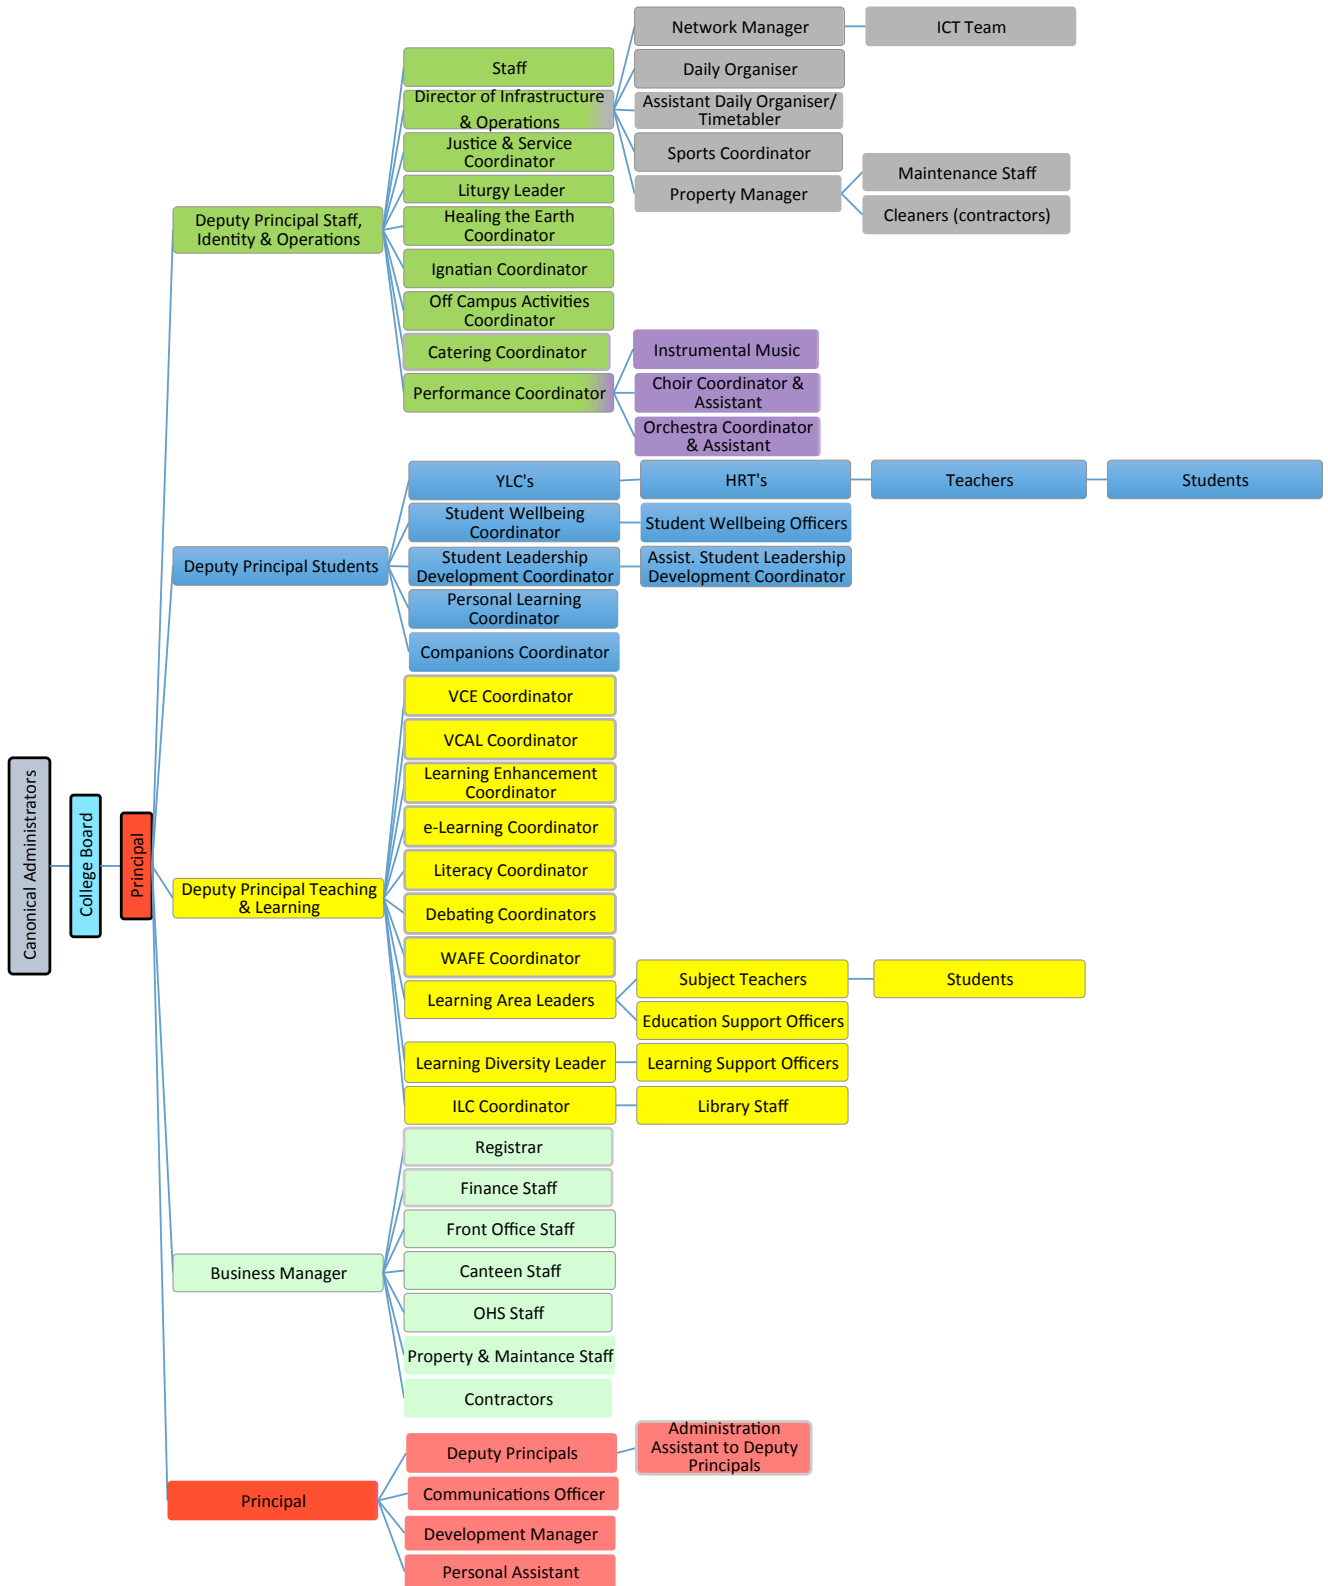 Canonical Administrators
College Board
Principal
Deputy Principal Staff,
Identity & Operations
Staff
Director of Infrastructure
& Operations
Network Manager
ICT Team
Daily Organiser
Assistant Daily Organiser/
Timetabler
Sports Coordinator
Property Manager
Maintenance Staff
Cleaners (contractors)
Justice & Service
Coordinator
Liturgy Leader
Healing the Earth
Coordinator
Ignatian Coordinator
Off Campus Activities
Coordinator
Catering Coordinator
Performance Coordinator
Instrumental Music
Choir Coordinator &
Assistant
Orchestra Coordinator
& Assistant
Deputy Principal Students
YLC's
HRT's
Teachers
Students
Student Wellbeing
Coordinator
Student Wellbeing Officers
Student Leadership
Development Coordinator
Assist. Student Leadership
Development Coordinator
Personal Learning
Coordinator
Companions Coordinator
Deputy Principal Teaching
& Learning
VCE Coordinator
VCAL Coordinator
Learning Enhancement
Coordinator
e-Learning Coordinator
Literacy Coordinator
Debating Coordinators
WAFE Coordinator
Learning Area Leaders
Subject Teachers
Students
Education Support Officers
Learning Diversity Leader
Learning Support Officers
ILC Coordinator
Library Staff
Business Manager
Registrar
Finance Staff
Front Office Staff
Canteen Staff
OHS Staff
Property & Maintance Staff
Contractors
Principal
Deputy Principals
Administration
Assistant to Deputy
Principals
Communications Officer
Development Manager
Personal Assistant